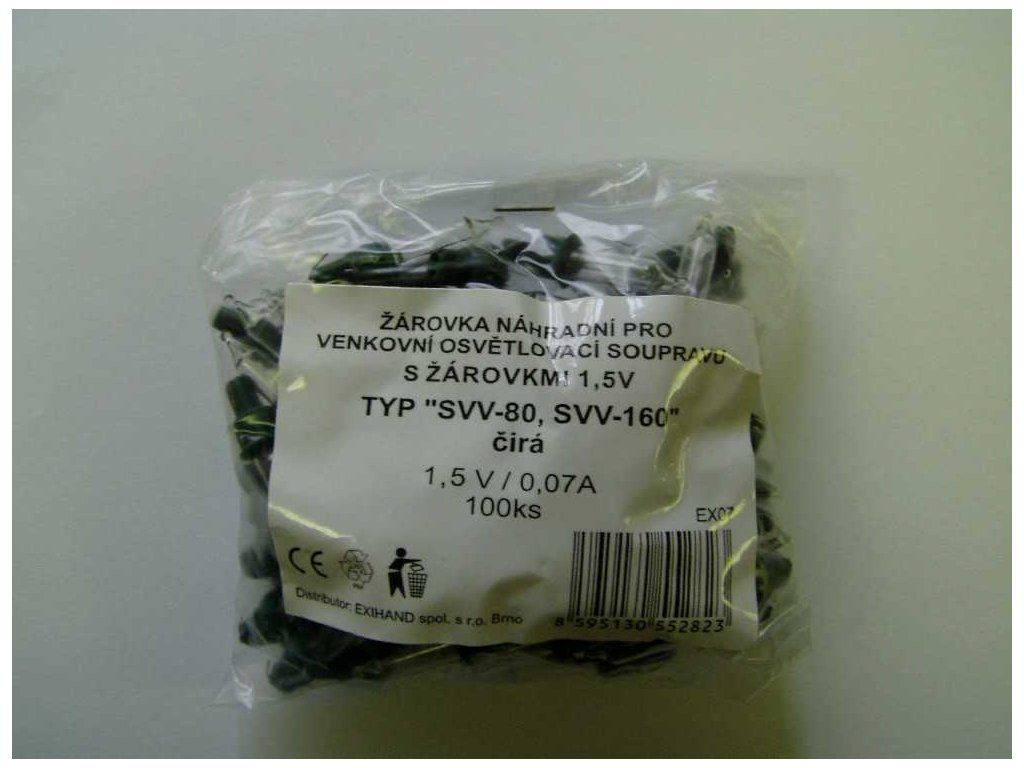 ŽÁROVKA NÁHRADNÍ PRO
VENKOVNÍ OSVĚTLOVACÍ SOUPRAVU
S ŽÁROVKMI 1,5V
TYP "SVV-80, SVV-160"
čirá
1,5 V / 0,07A
100ks
EX07
CE
Distributor: EXIHAND spol. s r.o. Brno
8 595130 552823